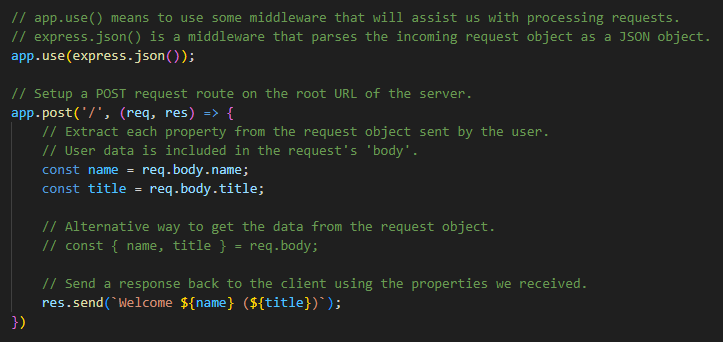 // app.use() means to use some middleware that will assist us with processing requests.
// express.json() is a middleware that parses the incoming request object as a JSON object.
app.use(express.json());

// Setup a POST request route on the root URL of the server.
app.post('/', (req, res) => {
    // Extract each property from the request object sent by the user.
    // User data is included in the request's 'body'.
    const name = req.body.name;
    const title = req.body.title;

    // Alternative way to get the data from the request object.
    // const { name, title } = req.body;

    // Send a response back to the client using the properties we received.
    res.send(`Welcome ${name} (${title})`);
})